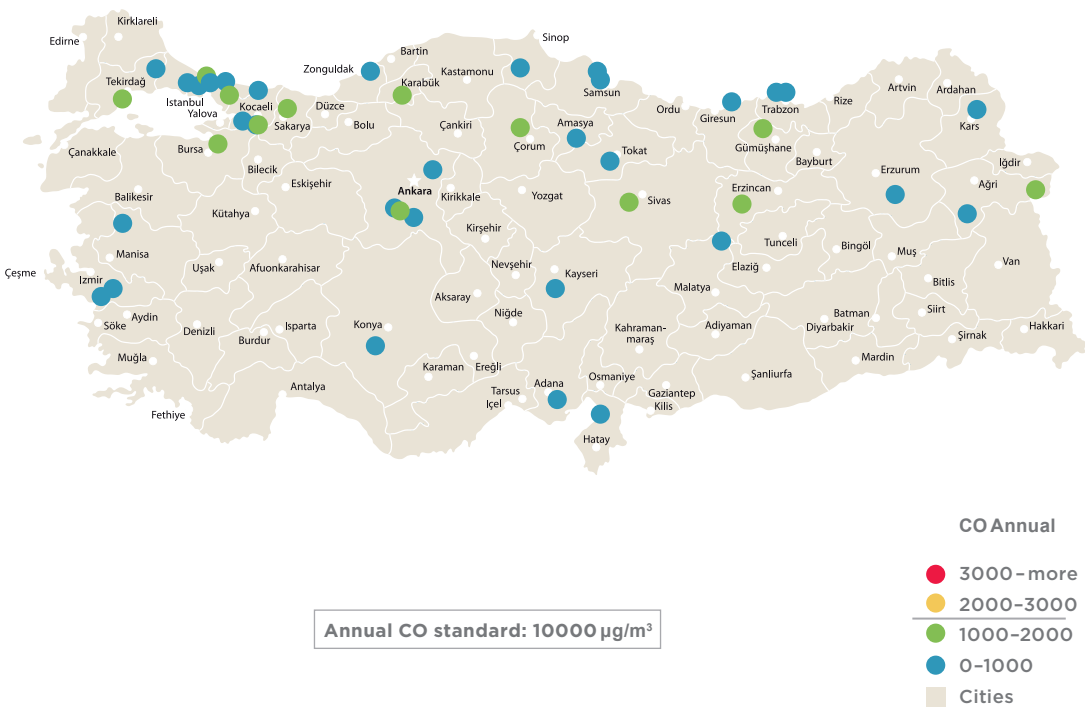 Kirklareli
Edirne
Sinop
Bartin
Zonguldak
Kastamonu
Karabük
Tekirdağ
Samsun
Artvin
Ardahan
Istanbul
Kocaeli
Düzce
Ordu
Rize
Trabzon
Yalova
Giresun
Sakarya
Bolu
Çankiri
Amasya
Kars
Çanakkale
Bursa
Çorum
Tokat
Gümüşhane
Bayburt
Iğdir
Bilecik
Erzurum
Eskişehir
Ankara
Kirikkale
Yozgat
Sivas
Erzincan
Ağri
Balikesir
Kütahya
Kirşehir
Tunceli
Bingöl
Muş
Manisa
Çeşme
Izmir
Uşak
Afuonkarahisar
Nevşehir
Kayseri
Elaziğ
Van
Malatya
Bitlis
Aksaray
Niğde
Aydin
Söke
Denizli
Isparta
Burdur
Konya
Kahraman-
maraş
Adiyaman
Batman
Diyarbakir
Siirt
Şirnak
Hakkari
Muğla
Karaman
Ereğli
Mardin
Antalya
Tarsus
Içel
Adana
Osmaniye
Gaziantep
Kilis
Şanliurfa
Fethiye
Hatay
CO Annual
3000–more
2000–3000
1000–2000
0–1000
Cities
Annual CO standard: 10000 µg/m³